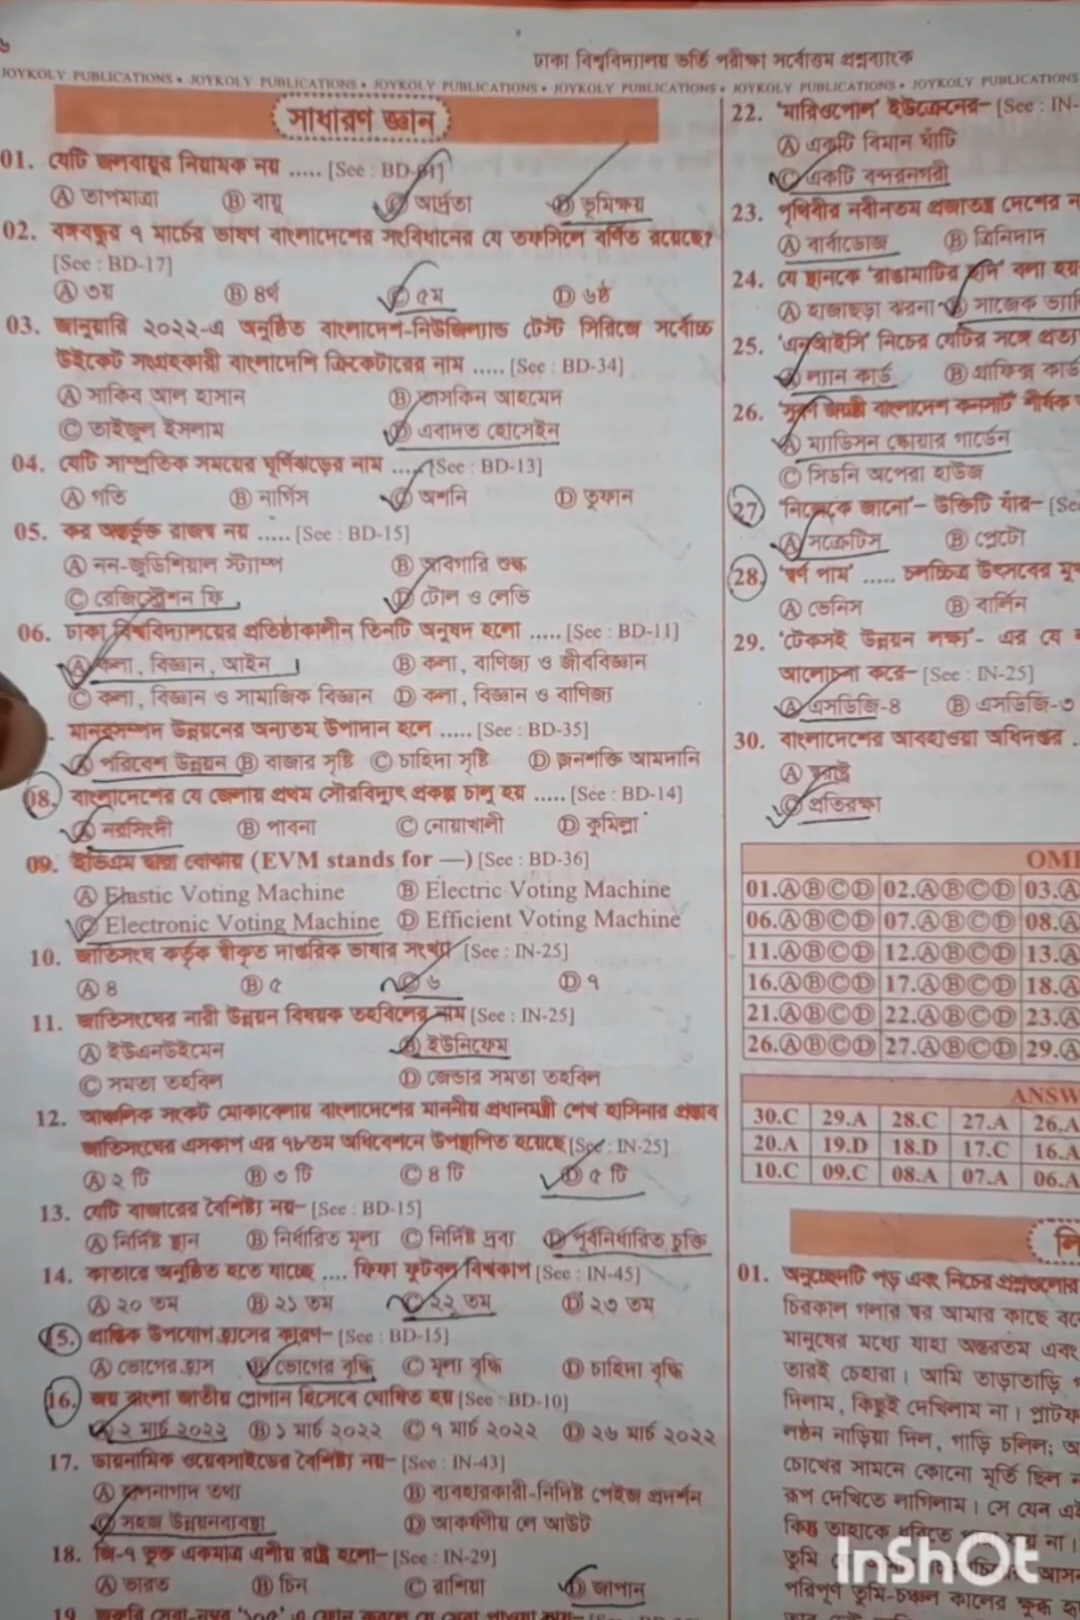 ঢাকা বিশ্ববিদ্যালয় ভর্তি পরীক্ষা সর্বোত্তম প্রশ্নব্যাংক
JOYKOLY PUBLICATIONS • JOYKOLY PUBLICATIONS • JOYKOLY PUBLICATIONS • JOYKOLY PUBLICATIONS • JOYKOLY PUBLICATIONS • JOYKOLY PUBLICATIONS
সাধারণ জ্ঞান
01. যেটি জলবায়ুর নিয়ামক নয় ..... [See : BD-01]
Ⓐ তাপমাত্রা Ⓑ বায়ু Ⓒ আর্দ্রতা Ⓓ ভূমিক্ষয়
02. বঙ্গবন্ধুর ৭ মার্চের ভাষণ বাংলাদেশের সংবিধানের যে তফসিলে বর্ণিত রয়েছে?
[See : BD-17]
Ⓐ ৩য় Ⓑ ৪র্থ Ⓒ ৫ম Ⓓ ৬ষ্ঠ
03. জানুয়ারি ২০২২-এ অনুষ্ঠিত বাংলাদেশ-নিউজিল্যান্ড টেস্ট সিরিজে সর্বোচ্চ
উইকেট সংগ্রহকারী বাংলাদেশি ক্রিকেটারের নাম ..... [See : BD-34]
Ⓐ সাকিব আল হাসান Ⓑ তাসকিন আহমেদ
Ⓒ তাইজুল ইসলাম Ⓓ এবাদত হোসেইন
04. যেটি সাম্প্রতিক সময়ের ঘূর্ণিঝড়ের নাম .... [See : BD-13]
Ⓐ গতি Ⓑ নার্গিস Ⓒ অশনি Ⓓ তুফান
05. কর অন্তর্ভুক্ত রাজস্ব নয় ..... [See : BD-15]
Ⓐ নন-জুডিশিয়াল স্ট্যাম্প Ⓑ আবগারি শুল্ক
Ⓒ রেজিস্ট্রেশন ফি Ⓓ টোল ও লেভি
06. ঢাকা বিশ্ববিদ্যালয়ের প্রতিষ্ঠাকালীন তিনটি অনুষদ হলো ..... [See : BD-11]
Ⓐ কলা, বিজ্ঞান, আইন Ⓑ কলা, বাণিজ্য ও জীববিজ্ঞান
Ⓒ কলা, বিজ্ঞান ও সামাজিক বিজ্ঞান Ⓓ কলা, বিজ্ঞান ও বাণিজ্য
মানবসম্পদ উন্নয়নের অন্যতম উপাদান হলে ..... [See : BD-35]
Ⓐ পরিবেশ উন্নয়ন Ⓑ বাজার সৃষ্টি Ⓒ চাহিদা সৃষ্টি Ⓓ জনশক্তি আমদানি
08. বাংলাদেশের যে জেলায় প্রথম সৌরবিদ্যুৎ প্রকল্প চালু হয় ..... [See : BD-14]
Ⓐ নরসিংদী Ⓑ পাবনা Ⓒ নোয়াখালী Ⓓ কুমিল্লা
09. ইভিএম দ্বারা বোঝায় (EVM stands for —) [See : BD-36]
Ⓐ Elastic Voting Machine Ⓑ Electric Voting Machine
Ⓒ Electronic Voting Machine Ⓓ Efficient Voting Machine
10. জাতিসংঘ কর্তৃক স্বীকৃত দাপ্তরিক ভাষার সংখ্যা [See : IN-25]
Ⓐ ৪ Ⓑ ৫ Ⓒ ৬ Ⓓ ৭
11. জাতিসংঘের নারী উন্নয়ন বিষয়ক তহবিলের নাম [See : IN-25]
Ⓐ ইউএনউইমেন Ⓑ ইউনিফেম
Ⓒ সমতা তহবিল Ⓓ জেন্ডার সমতা তহবিল
12. আঞ্চলিক সংকট মোকাবেলায় বাংলাদেশের মাননীয় প্রধানমন্ত্রী শেখ হাসিনার প্রস্তাব
জাতিসংঘের এসকাপ এর ৭৮তম অধিবেশনে উপস্থাপিত হয়েছে [See : IN-25]
Ⓐ ২ টি Ⓑ ৩ টি Ⓒ ৪ টি Ⓓ ৫ টি
13. যেটি বাজারের বৈশিষ্ট্য নয়– [See : BD-15]
Ⓐ নির্দিষ্ট স্থান Ⓑ নির্ধারিত মূল্য Ⓒ নির্দিষ্ট দ্রব্য Ⓓ পূর্বনির্ধারিত চুক্তি
14. কাতারে অনুষ্ঠিত হতে যাচ্ছে .... ফিফা ফুটবল বিশ্বকাপ [See : IN-45]
Ⓐ ২০ তম Ⓑ ২১ তম Ⓒ ২২ তম Ⓓ ২৩ তম
15. প্রান্তিক উপযোগ হ্রাসের কারণ– [See : BD-15]
Ⓐ ভোগের হ্রাস Ⓑ ভোগের বৃদ্ধি Ⓒ মূল্য বৃদ্ধি Ⓓ চাহিদা বৃদ্ধি
16. জয় বাংলা জাতীয় স্লোগান হিসেবে ঘোষিত হয় [See : BD-10]
Ⓐ ২ মার্চ ২০২২ Ⓑ ১ মার্চ ২০২২ Ⓒ ৭ মার্চ ২০২২ Ⓓ ২৬ মার্চ ২০২২
17. ডায়নামিক ওয়েবসাইটের বৈশিষ্ট্য নয়– [See : IN-43]
Ⓐ হালনাগাদ তথ্য Ⓑ ব্যবহারকারী-নির্দিষ্ট পেইজ প্রদর্শন
Ⓒ সহজ উন্নয়নব্যবস্থা Ⓓ আকর্ষণীয় লে আউট
18. জি-৭ ভুক্ত একমাত্র এশীয় রাষ্ট্র হলো– [See : IN-29]
Ⓐ ভারত Ⓑ চিন Ⓒ রাশিয়া Ⓓ জাপান
19
22. 'মারিওপোল' ইউক্রেনের– [See : IN-
Ⓐ একটি বিমান ঘাঁটি
Ⓒ একটি বন্দরনগরী
23. পৃথিবীর নবীনতম প্রজাতন্ত্র দেশের ন
Ⓐ বার্বাডোজ Ⓑ ত্রিনিদাদ
24. যে স্থানকে 'রাঙামাটির ছাদ' বলা হয়
Ⓐ হাজাছড়া ঝরনা Ⓑ সাজেক ভ্যালি
25. 'এনআইসি' নিচের যেটির সঙ্গে প্রত্য
Ⓐ ল্যান কার্ড Ⓑ গ্রাফিক্স কার্ড
26. জয়ন্তী বাংলাদেশ কনসার্ট শীর্ষক
Ⓐ ম্যাডিসন স্কোয়ার গার্ডেন
Ⓒ সিডনি অপেরা হাউজ
27 'নিজেকে জানো'– উক্তিটি যাঁর– [See
Ⓐ সক্রেটিস Ⓑ প্লেটো
28. 'স্বর্ণ পাম' ..... চলচ্চিত্র উৎসবের মূ
Ⓐ ভেনিস Ⓑ বার্লিন
29. 'টেকসই উন্নয়ন লক্ষ্য'- এর যে
আলোচনা করে– [See : IN-25]
Ⓐ এসডিজি-৪ Ⓑ এসডিজি-৩
30. বাংলাদেশের আবহাওয়া অধিদপ্তর .
Ⓐ স্বরাষ্ট্র
Ⓒ প্রতিরক্ষা
OMR
01.ⒶⒷⒸⒹ 02.ⒶⒷⒸⒹ 03.Ⓐ
06.ⒶⒷⒸⒹ 07.ⒶⒷⒸⒹ 08.Ⓐ
11.ⒶⒷⒸⒹ 12.ⒶⒷⒸⒹ 13.Ⓐ
16.ⒶⒷⒸⒹ 17.ⒶⒷⒸⒹ 18.Ⓐ
21.ⒶⒷⒸⒹ 22.ⒶⒷⒸⒹ 23.Ⓐ
26.ⒶⒷⒸⒹ 27.ⒶⒷⒸⒹ 29.Ⓐ
ANSW
30.C 29.A 28.C 27.A 26.A
20.A 19.D 18.D 17.C 16.A
10.C 09.C 08.A 07.A 06.A
লি
01. অনুচ্ছেদটি পড় এবং নিচের প্রশ্নগুলোর
চিরকাল গলার স্বর আমার কাছে বড়ো
মানুষের মধ্যে যাহা অন্তরতম এবং
তারই চেহারা। আমি তাড়াতাড়ি
দিলাম, কিছুই দেখিলাম না। প্লাটফ
লণ্ঠন নাড়িয়া দিল, গাড়ি চলিল;
চোখের সামনে কোনো মূর্তি ছিল ন
রূপ দেখিতে লাগিলাম। সে যেন এই
কিন্তু তাহাকে ধরিতে যায় না।
তুমি
পরিপূর্ণ তুমি-চঞ্চল কালের ক্ষুব্ধ হৃ
InShOt